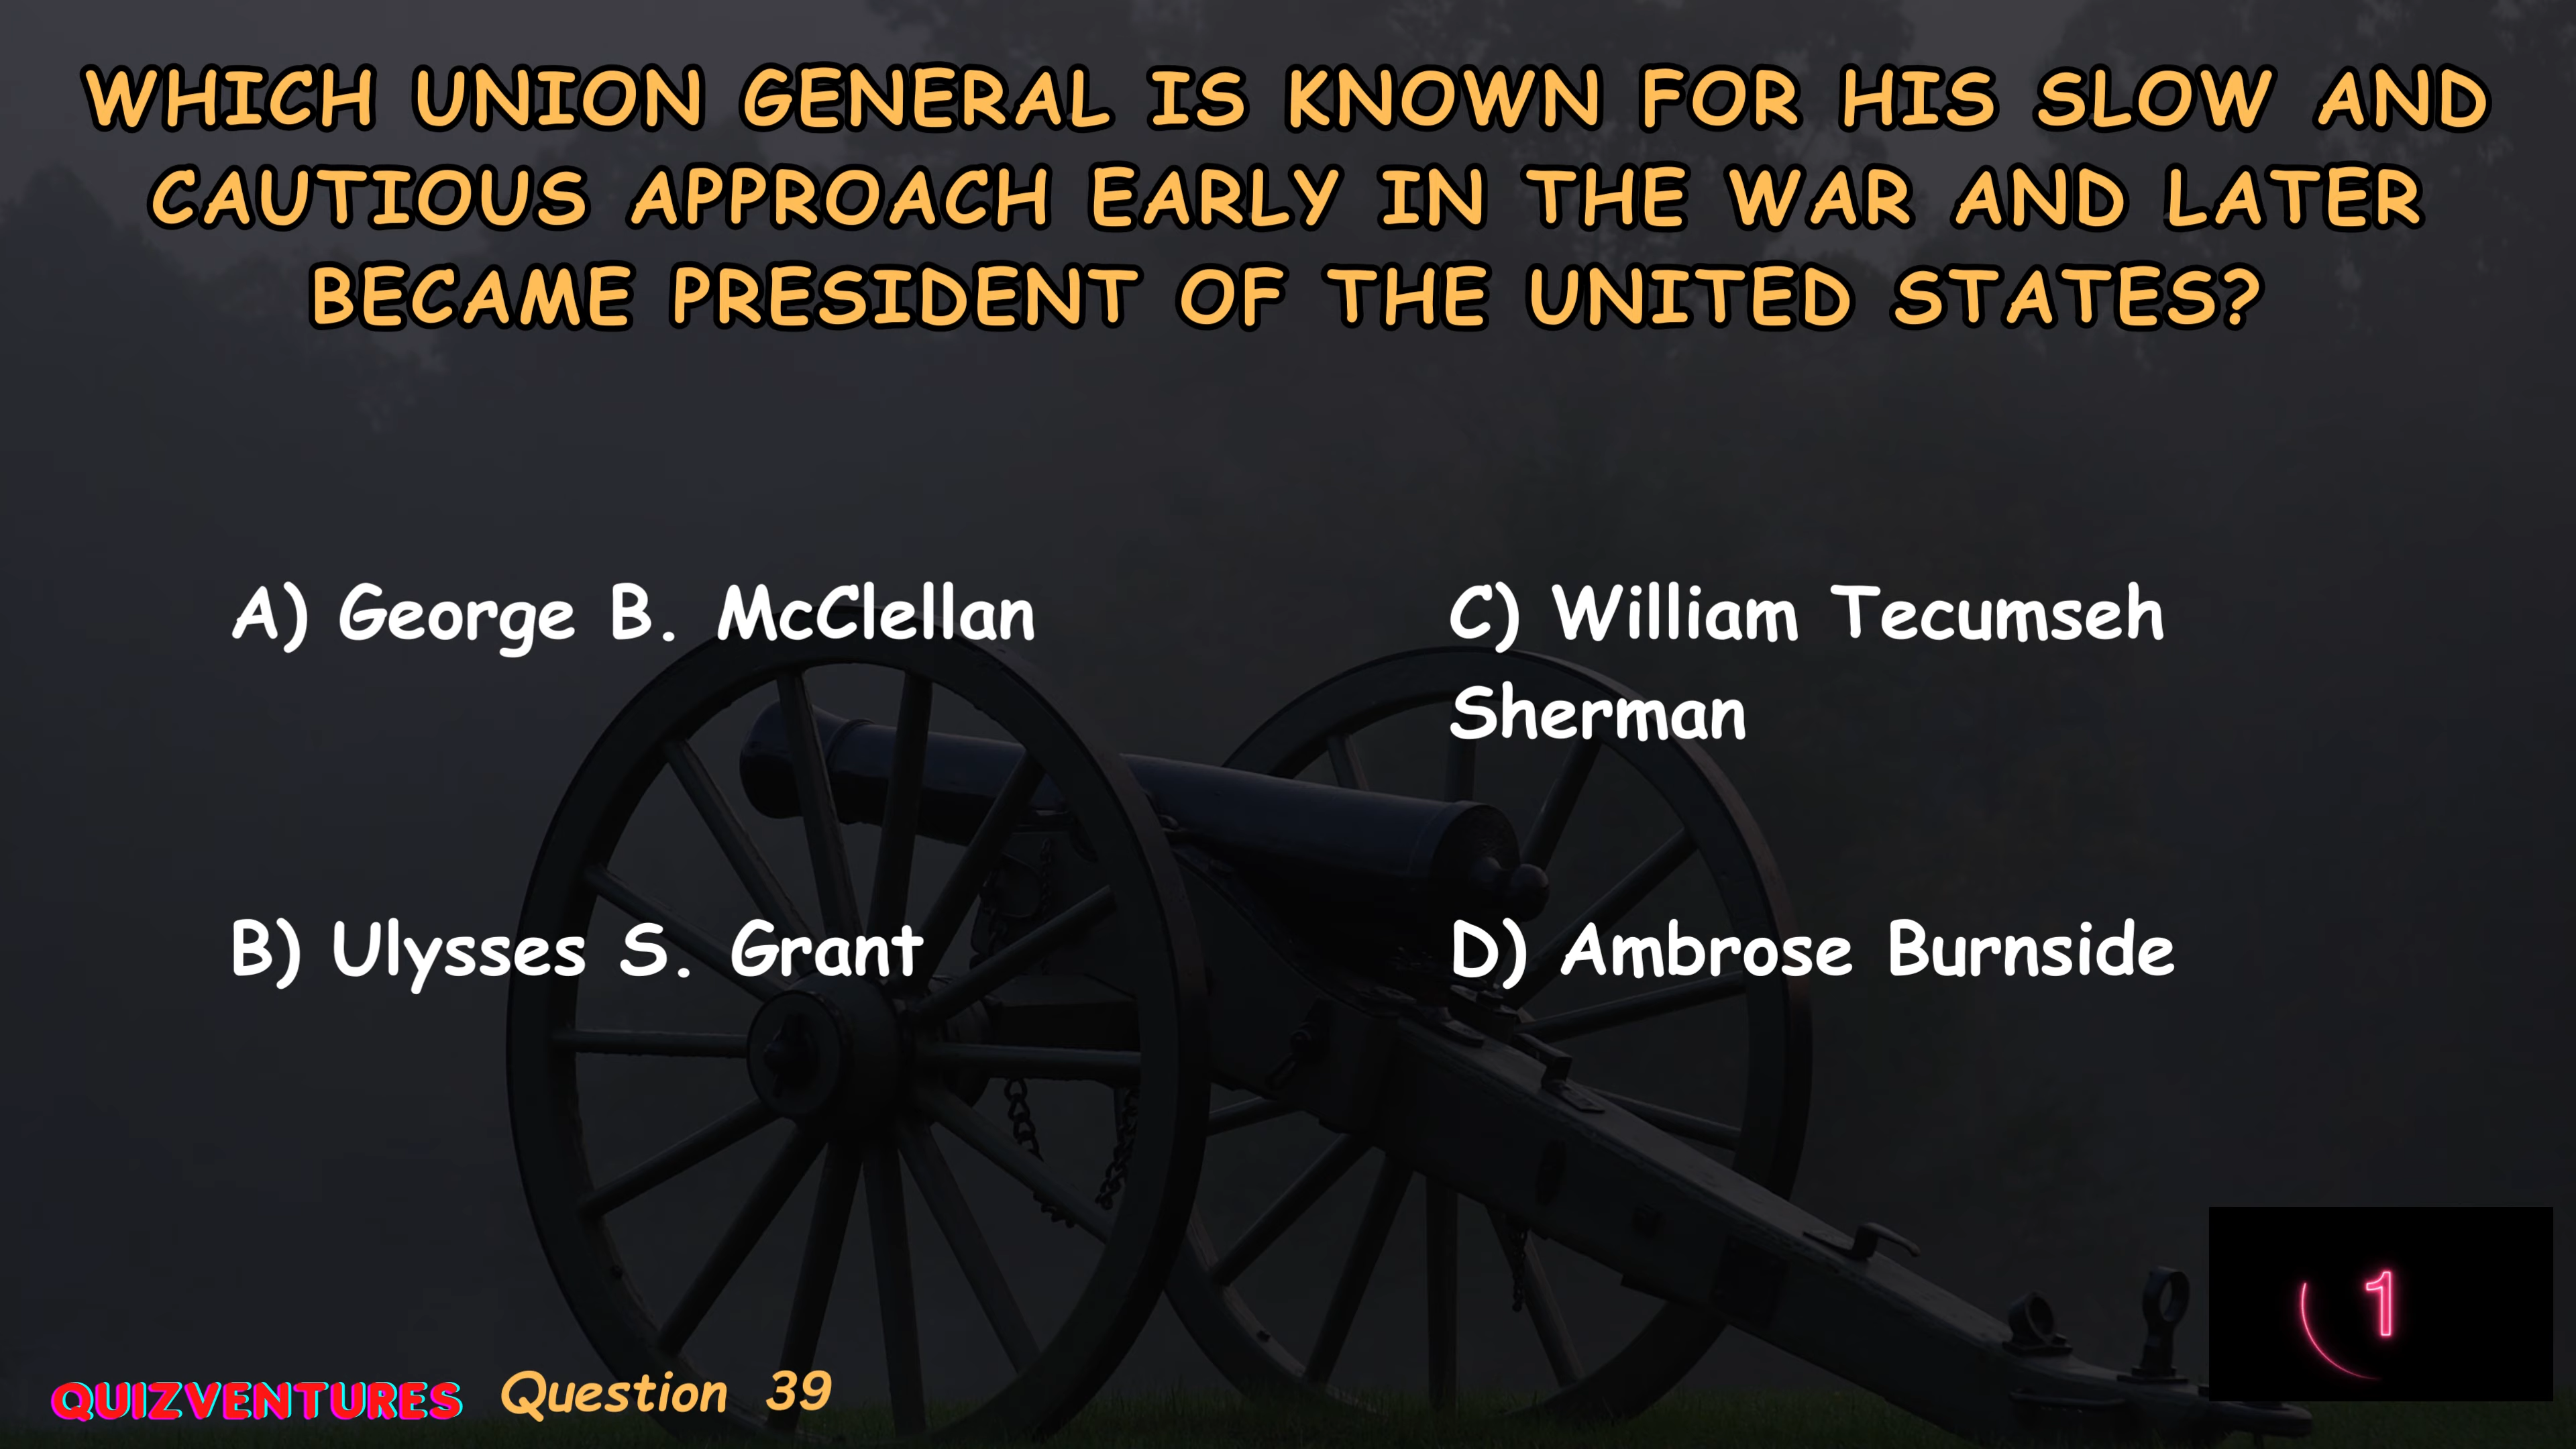 WHICH UNION GENERAL IS KNOWN FOR HIS SLOW AND
CAUTIOUS APPROACH EARLY IN THE WAR AND LATER
BECAME PRESIDENT OF THE UNITED STATES?
A) George B. McClellan
B) Ulysses S. Grant
C) William Tecumseh
Sherman
D) Ambrose Burnside
QUIZVENTURES
Question 39
1